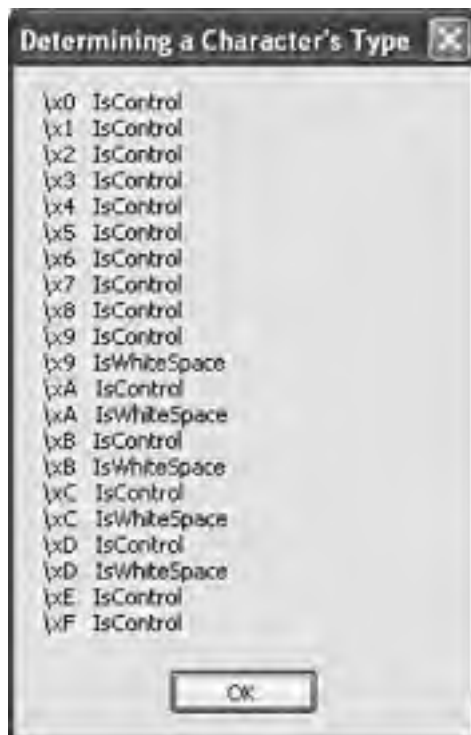 Determining a Character's Type
\x0 IsControl
\x1 IsControl
\x2 IsControl
\x3 IsControl
\x4 IsControl
\x5 IsControl
\x6 IsControl
\x7 IsControl
\x8 IsControl
\x9 IsControl
\x9 IsWhiteSpace
\xA IsControl
\xA IsWhiteSpace
\xB IsControl
\xB IsWhiteSpace
\xC IsControl
\xC IsWhiteSpace
\xD IsControl
\xD IsWhiteSpace
\xE IsControl
\xF IsControl
OK